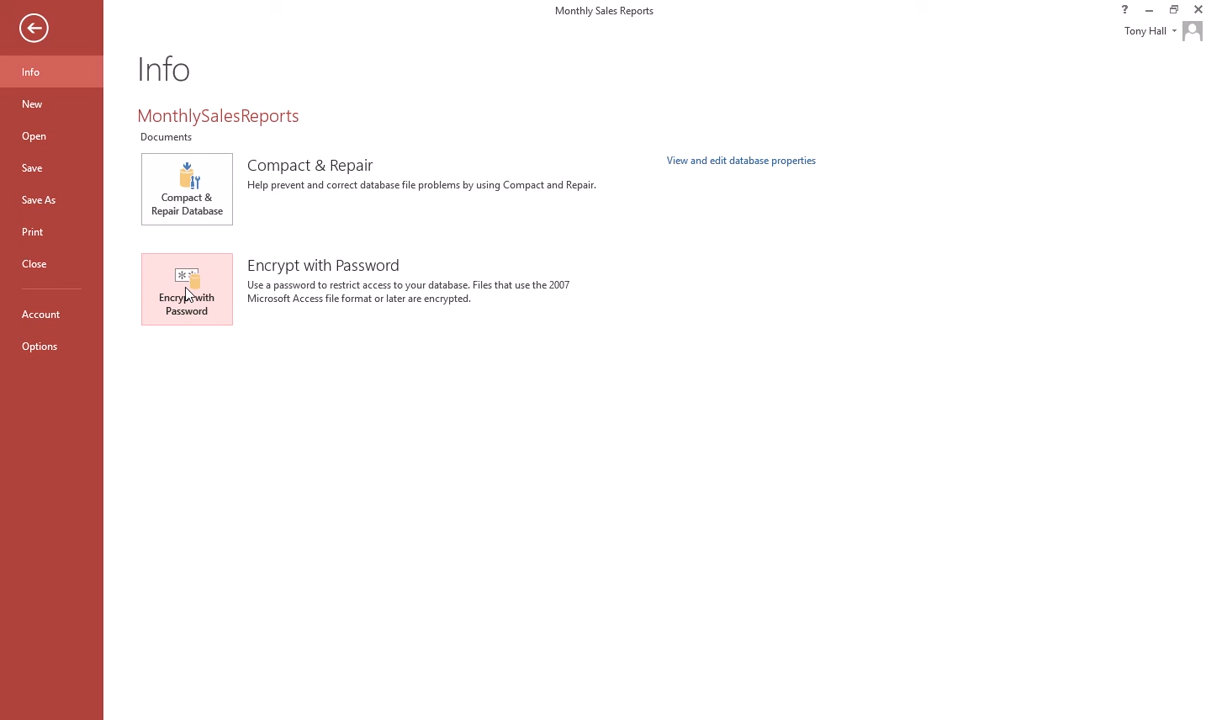 Monthly Sales Reports
?
Tony Hall
Info
New
Open
Save
Save As
Print
Close
Account
Options
Info
MonthlySalesReports
Documents
Compact &
Repair Database
Compact & Repair
Help prevent and correct database file problems by using Compact and Repair.
View and edit database properties
Encrypt with
Password
Encrypt with Password
Use a password to restrict access to your database. Files that use the 2007
Microsoft Access file format or later are encrypted.